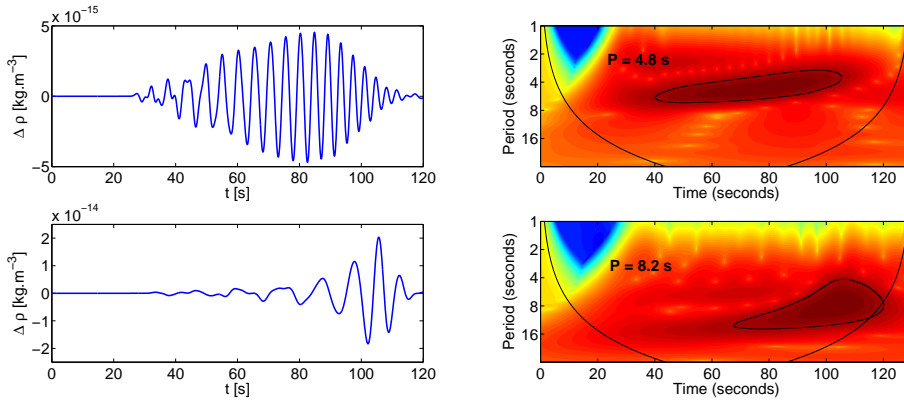 x 10^-15
5
0
−5
Δ ρ [kg.m^-3]
0 20 40 60 80 100 120
t [s]
1
2
4
8
16
Period (seconds)
P = 4.8 s
0 20 40 60 80 100 120
Time (seconds)
x 10^-14
2
1
0
−1
−2
Δ ρ [kg.m^-3]
0 20 40 60 80 100 120
t [s]
1
2
4
8
16
Period (seconds)
P = 8.2 s
0 20 40 60 80 100 120
Time (seconds)